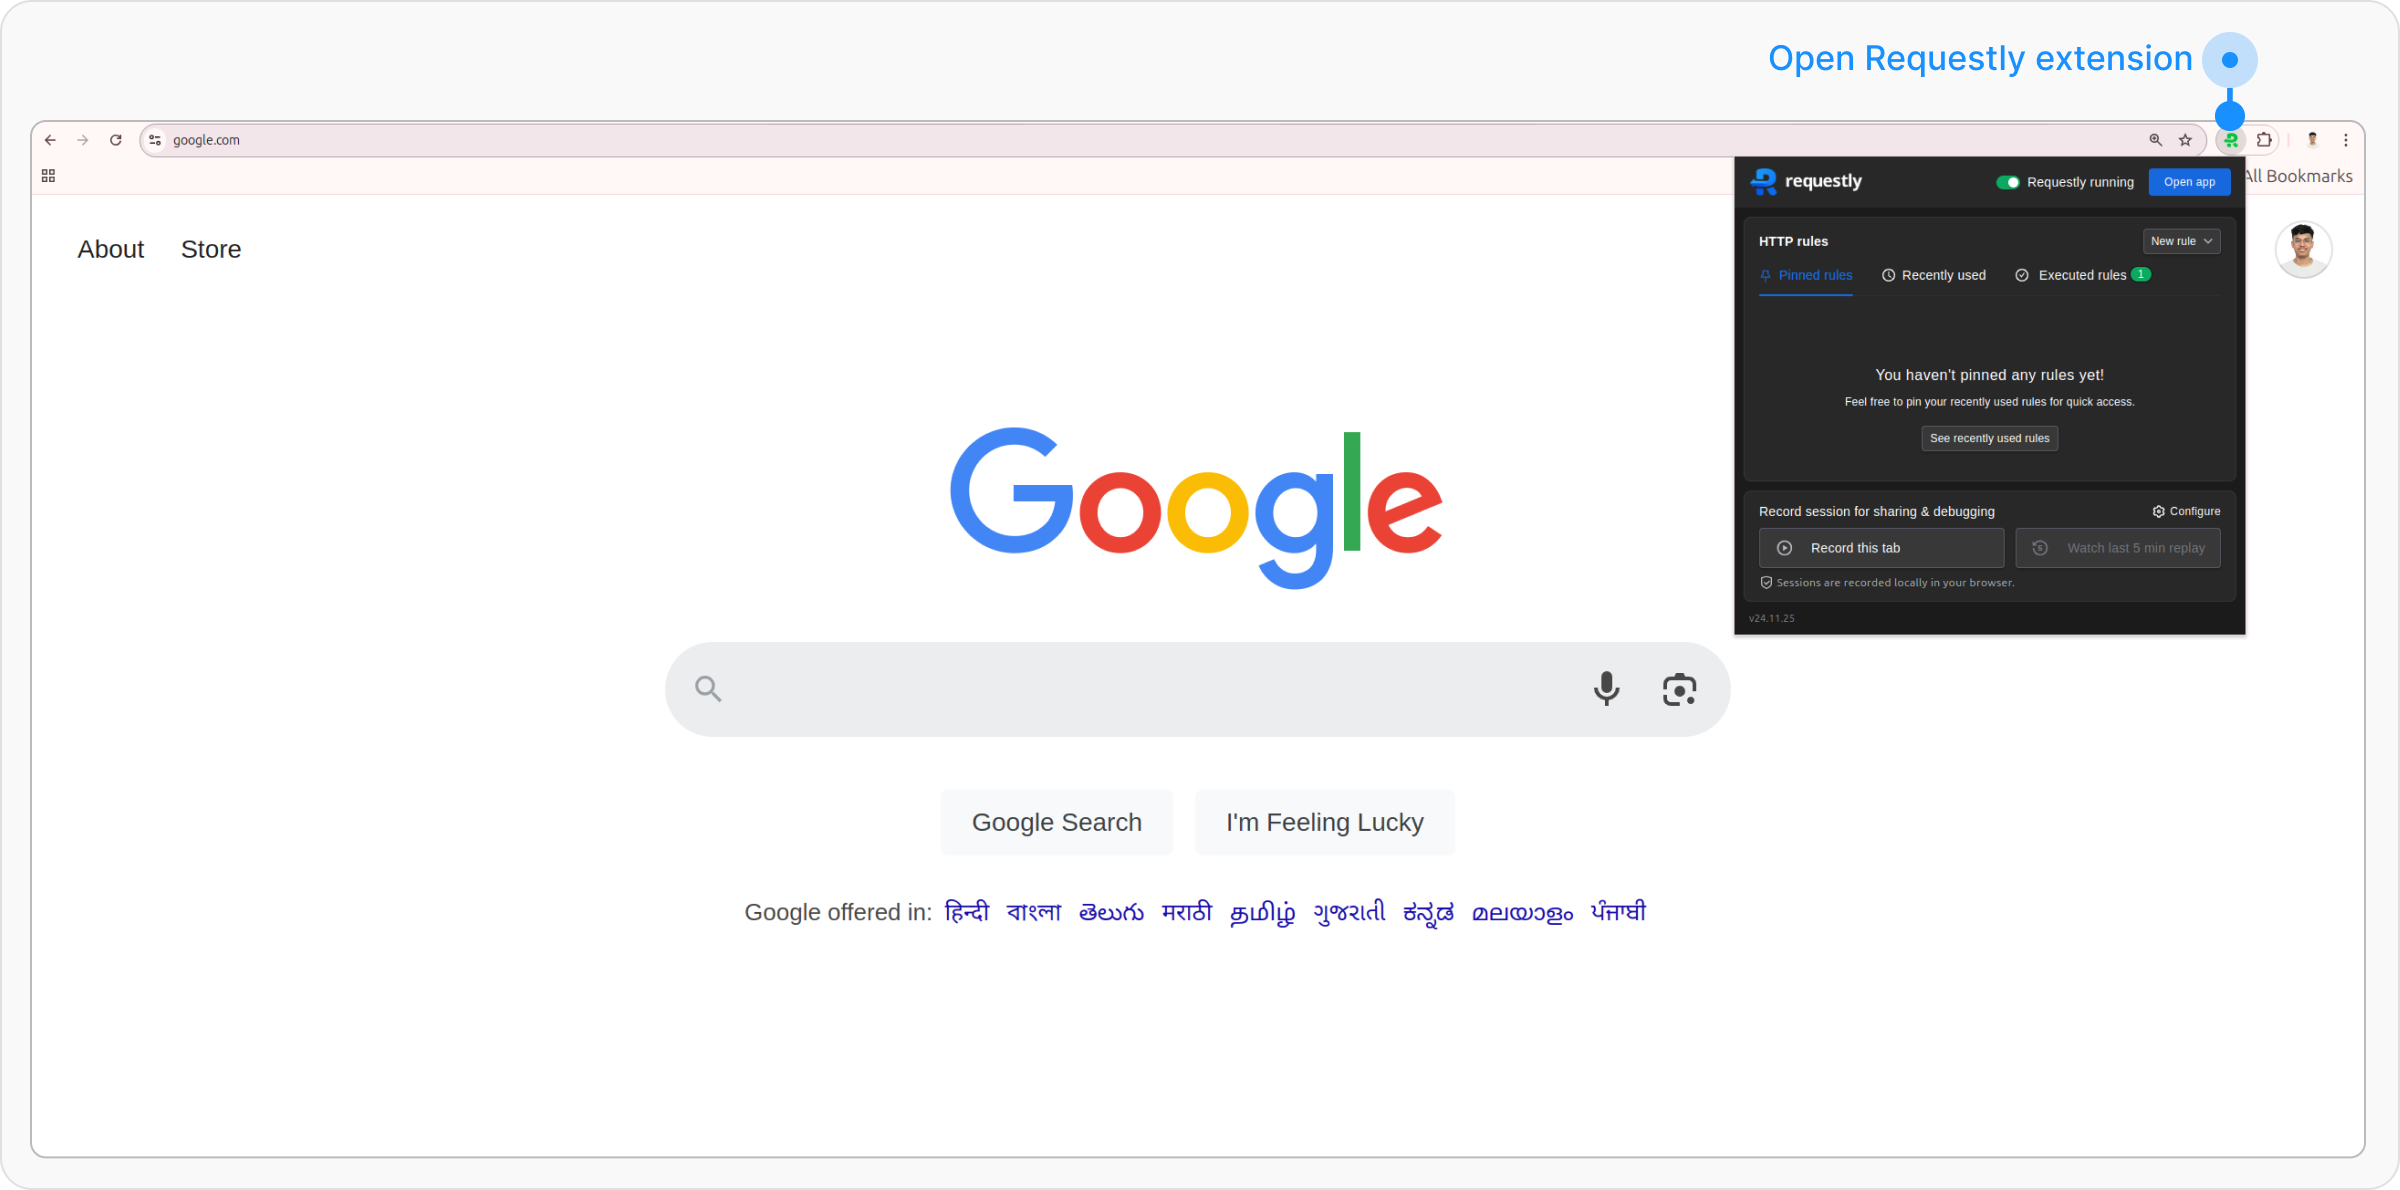 Open Requestly extension
google.com
All Bookmarks
requestly
Requestly running
Open app
About
Store
HTTP rules
New rule
Pinned rules
Recently used
Executed rules 1
You haven't pinned any rules yet!
Feel free to pin your recently used rules for quick access.
See recently used rules
Record session for sharing & debugging
Configure
Record this tab
Watch last 5 min replay
Sessions are recorded locally in your browser.
v24.11.25
Google
Google Search
I'm Feeling Lucky
Google offered in: हिन्दी বাংলা తెలుగు मराठी தமிழ் ગુજરાતી ಕನ್ನಡ മലയാളം ਪੰਜਾਬੀ